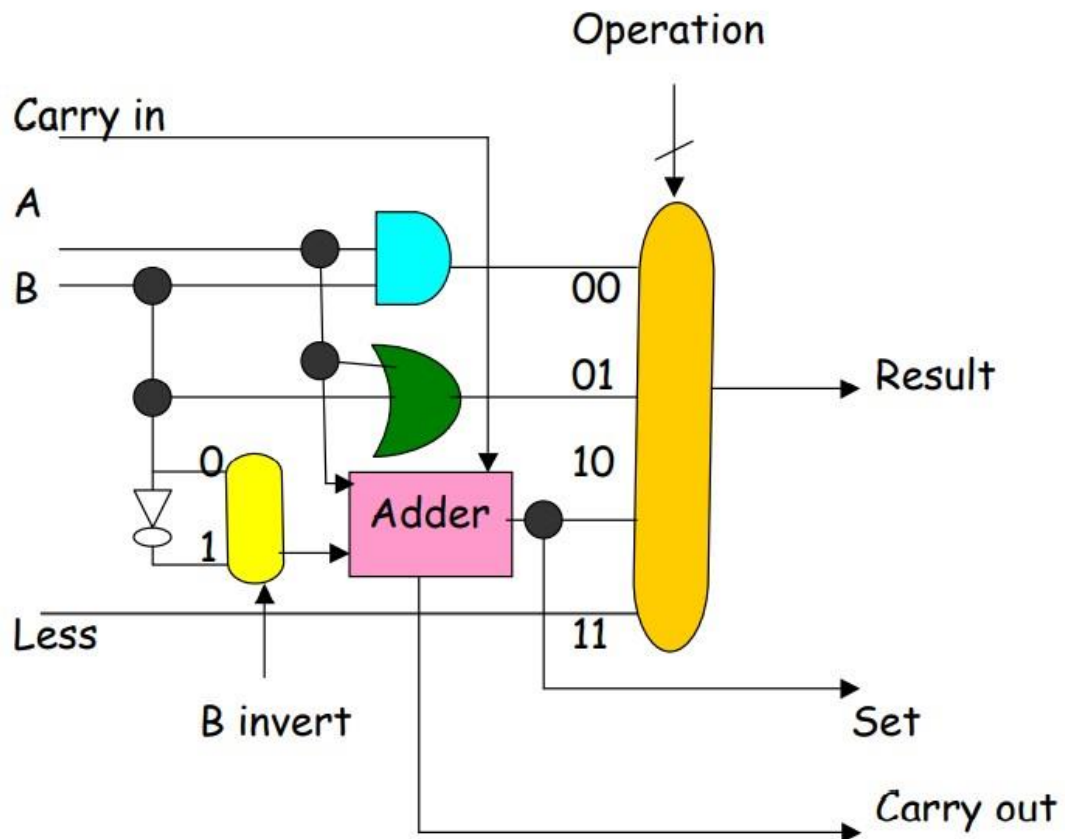 Operation
Carry in
A
B
00
01
Result
0
10
Adder
1
Less
11
B invert
Set
Carry out